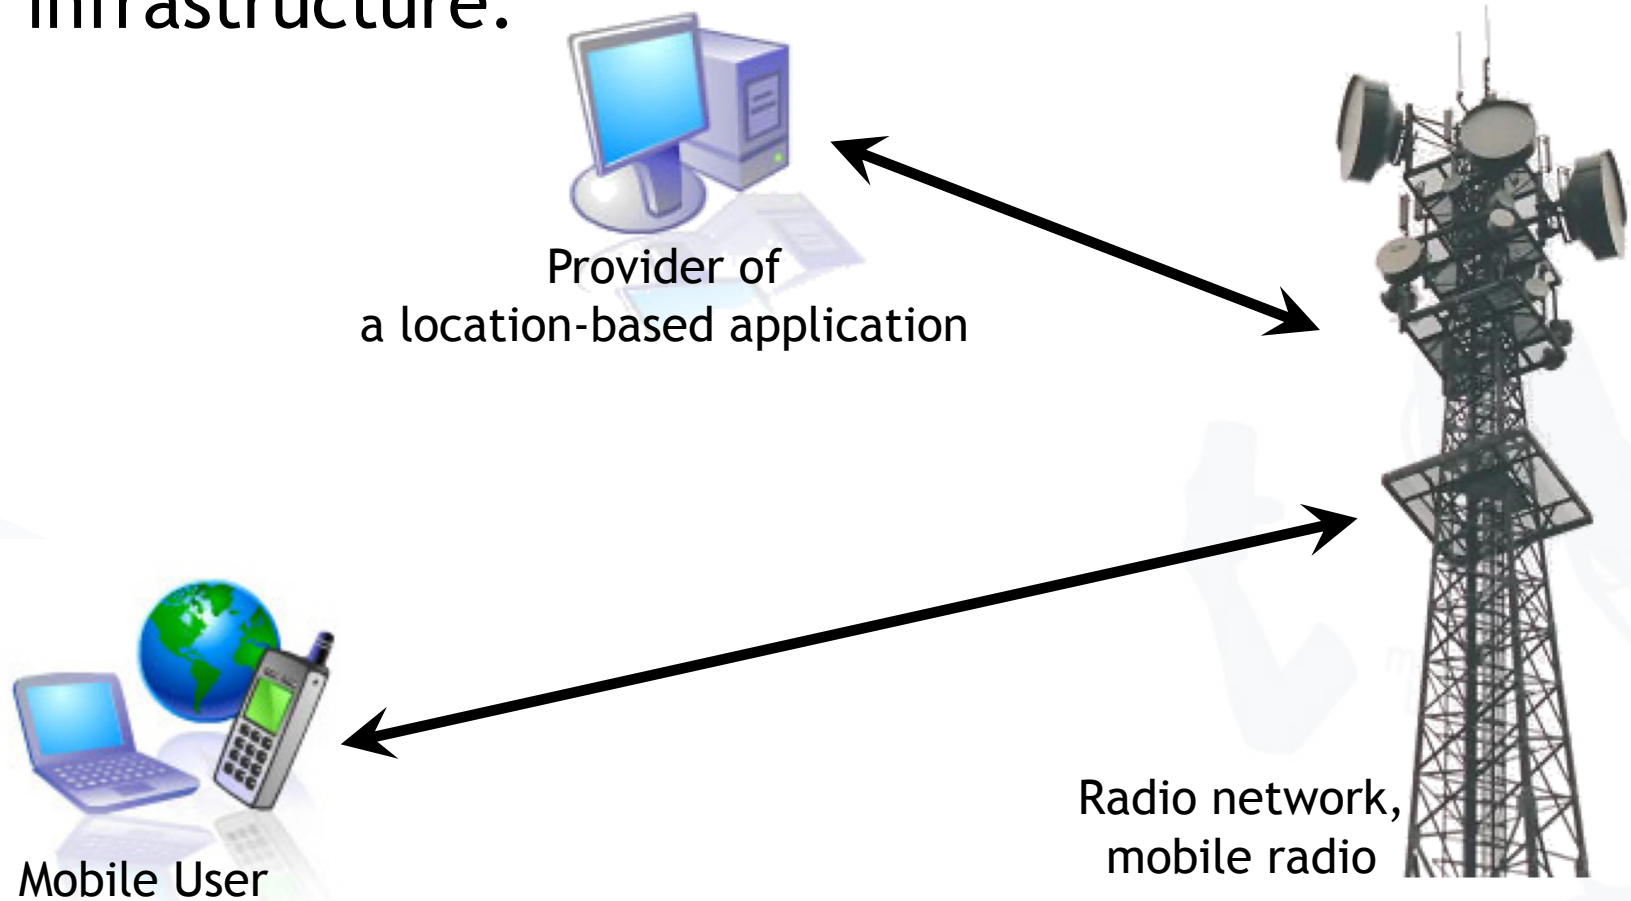 infrastructure.
Provider of
a location-based application
Radio network,
mobile radio
Mobile User